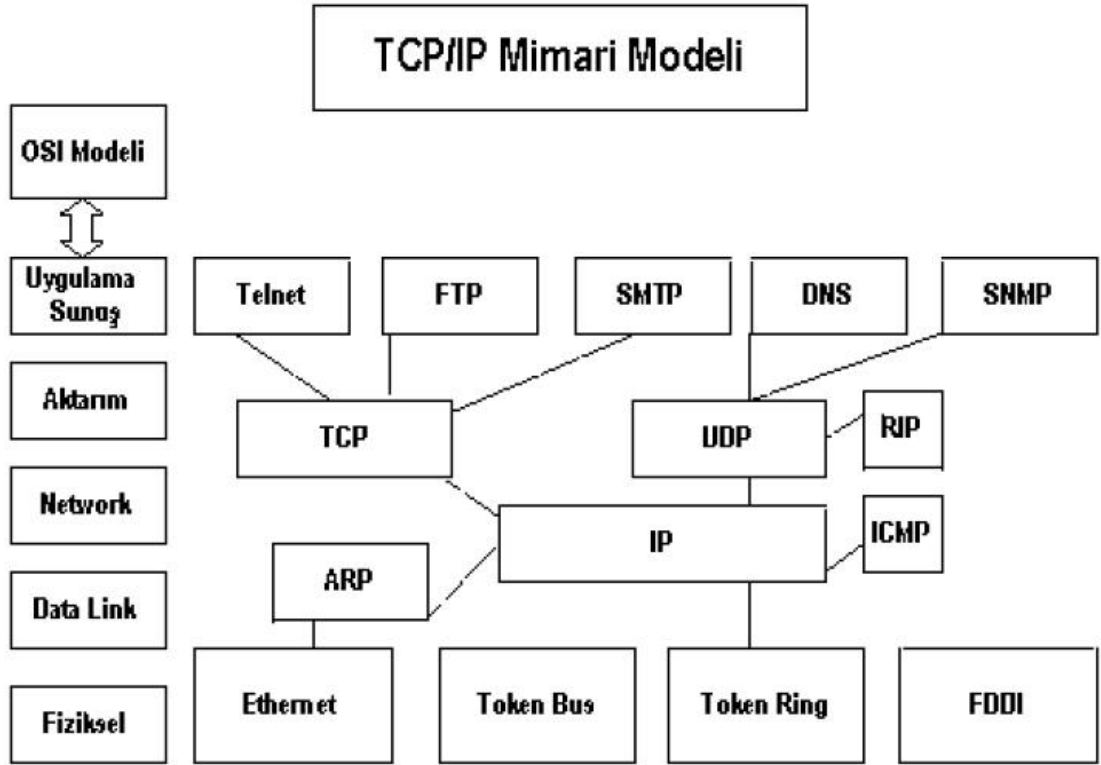 TCP/IP Mimari Modeli
OSI Modeli
Uygulama
Sunuş
Telnet
FTP
SMTP
DNS
SNMP
Aktarım
TCP
UDP
RIP
Network
IP
ICMP
ARP
Data Link
Fiziksel
Ethernet
Token Bus
Token Ring
FDDI